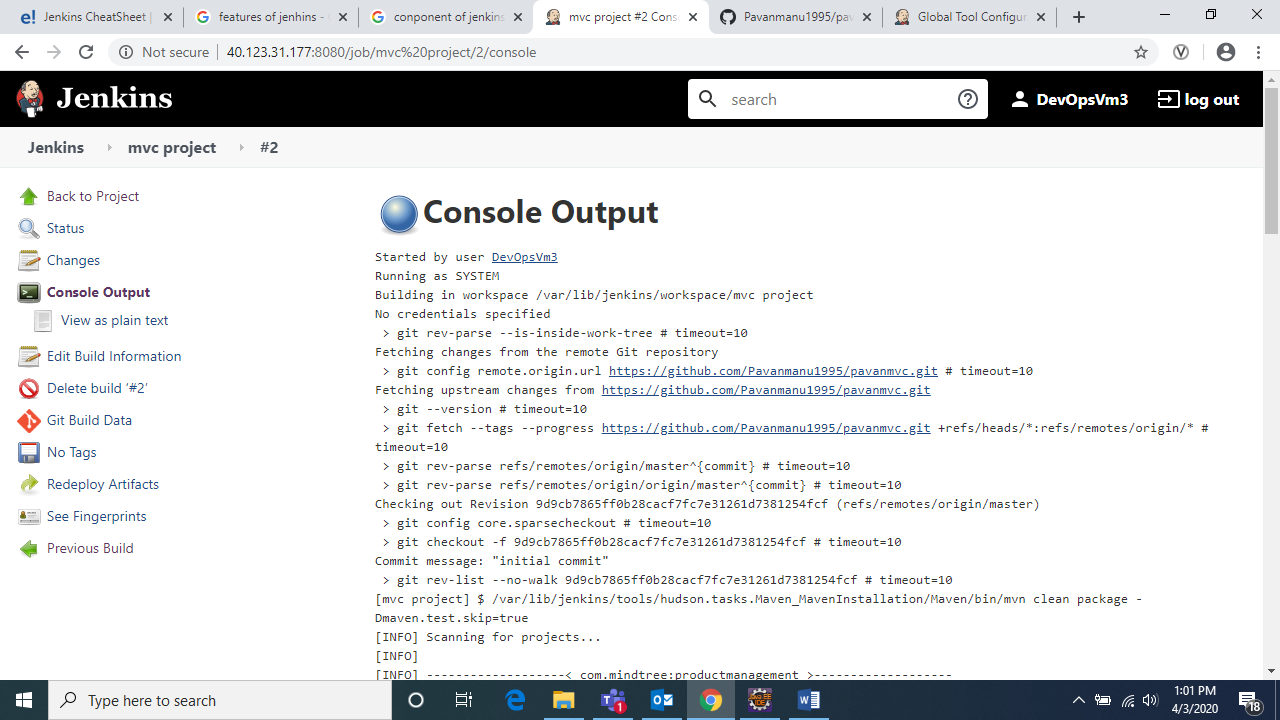 Jenkins CheatSheet |
features of jenhins -
conponent of jenkins
mvc project #2 Cons
Pavanmanu1995/pav
Global Tool Configur
Not secure
40.123.31.177:8080/job/mvc%20project/2/console
Jenkins
search
DevOpsVm3
log out
Jenkins
mvc project
#2
Back to Project
Status
Changes
Console Output
View as plain text
Edit Build Information
Delete build ‘#2’
Git Build Data
No Tags
Redeploy Artifacts
See Fingerprints
Previous Build
Console Output
Started by user DevOpsVm3
Running as SYSTEM
Building in workspace /var/lib/jenkins/workspace/mvc project
No credentials specified
> git rev-parse --is-inside-work-tree # timeout=10
Fetching changes from the remote Git repository
> git config remote.origin.url https://github.com/Pavanmanu1995/pavanmvc.git # timeout=10
Fetching upstream changes from https://github.com/Pavanmanu1995/pavanmvc.git
> git --version # timeout=10
> git fetch --tags --progress https://github.com/Pavanmanu1995/pavanmvc.git +refs/heads/*:refs/remotes/origin/* #
timeout=10
> git rev-parse refs/remotes/origin/master^{commit} # timeout=10
> git rev-parse refs/remotes/origin/origin/master^{commit} # timeout=10
Checking out Revision 9d9cb7865ff0b28cacf7fc7e31261d7381254fcf (refs/remotes/origin/master)
> git config core.sparsecheckout # timeout=10
> git checkout -f 9d9cb7865ff0b28cacf7fc7e31261d7381254fcf # timeout=10
Commit message: "initial commit"
> git rev-list --no-walk 9d9cb7865ff0b28cacf7fc7e31261d7381254fcf # timeout=10
[mvc project] $ /var/lib/jenkins/tools/hudson.tasks.Maven_MavenInstallation/Maven/bin/mvn clean package -
Dmaven.test.skip=true
[INFO] Scanning for projects...
[INFO]
[INFO] -------------------< com.mindtree:productmanagement >-------------------
Type here to search
1:01 PM
4/3/2020
18